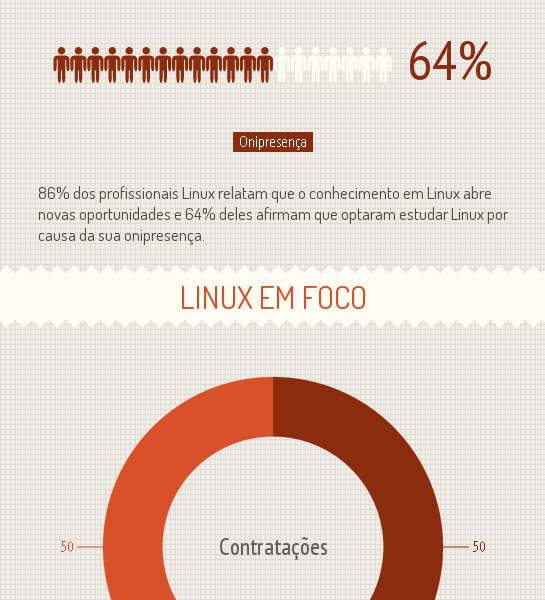 64%
Onipresença
86% dos profissionais Linux relatam que o conhecimento em Linux abre
novas oportunidades e 64% deles afirmam que optaram estudar Linux por
causa da sua onipresença.
LINUX EM FOCO
50
Contratações
50